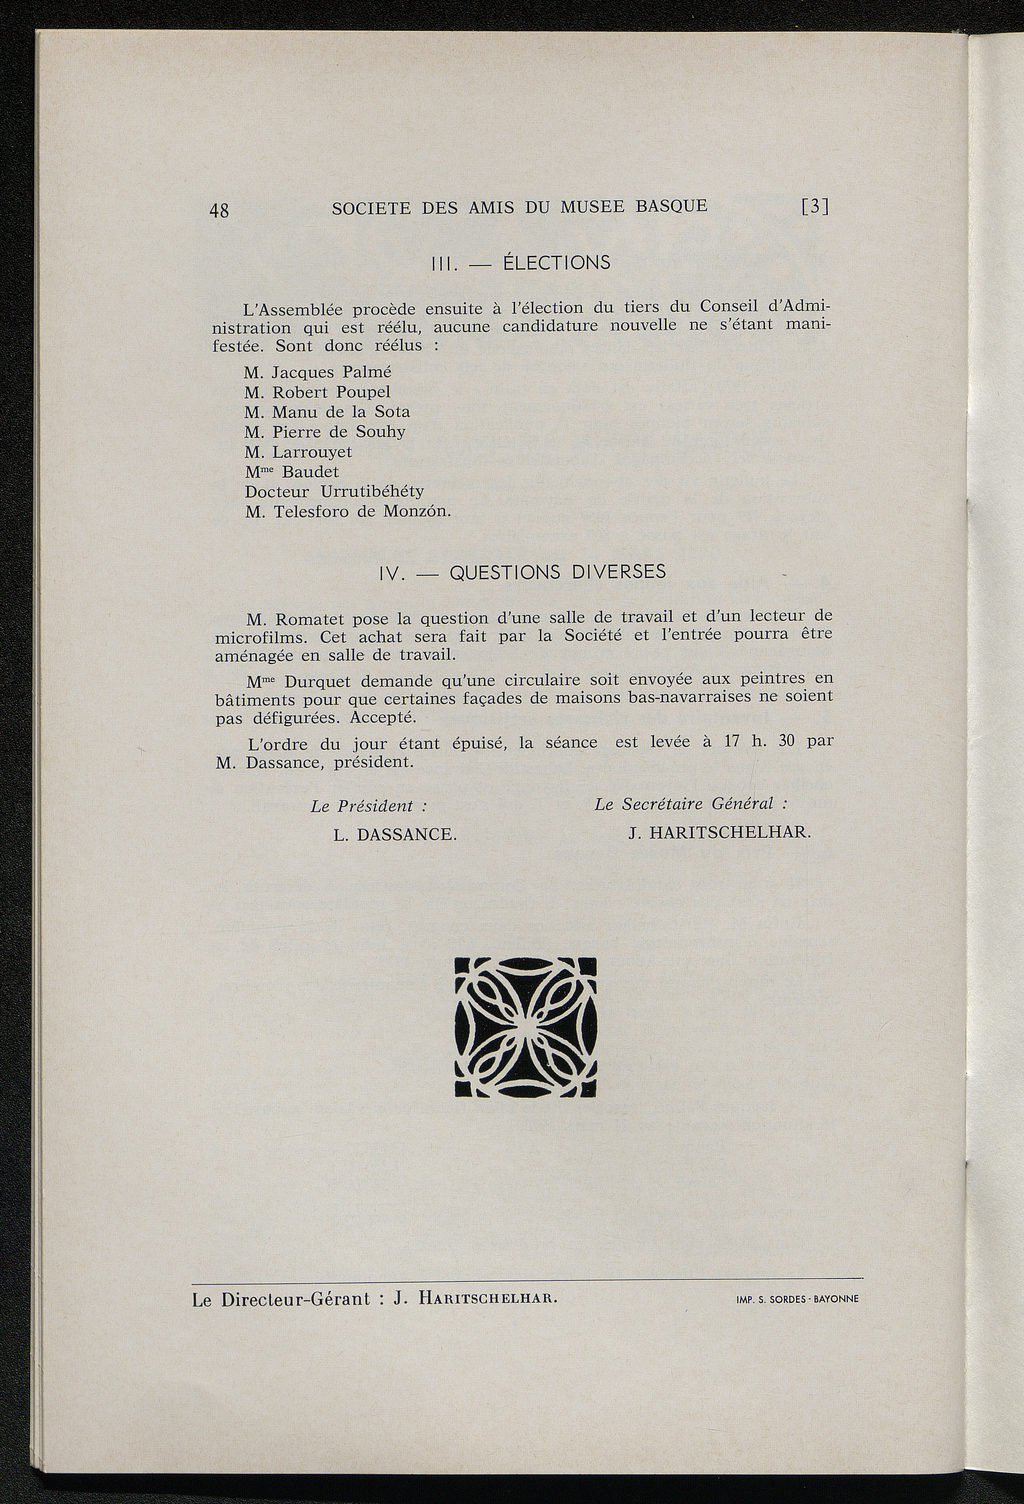 48 SOCIETE DES AMIS DU MUSEE BASQUE [3]
III. — ÉLECTIONS
L'Assemblée procède ensuite à l'élection du tiers du Conseil d'Admi-
nistration qui est réélu, aucune candidature nouvelle ne s'étant mani-
festée. Sont donc réélus :
M. Jacques Palmé
M. Robert Poupel
M. Manu de la Sota
M. Pierre de Souhy
M. Larrouyet
Mme Baudet
Docteur Urrutibéhéty
M. Telesforo de Monzón.
IV. — QUESTIONS DIVERSES
M. Romatet pose la question d'une salle de travail et d'un lecteur de
microfilms. Cet achat sera fait par la Société et l'entrée pourra être
aménagée en salle de travail.
Mme Durquet demande qu'une circulaire soit envoyée aux peintres en
bâtiments pour que certaines façades de maisons bas-navarraises ne soient
pas défigurées. Accepté.
L'ordre du jour étant épuisé, la séance est levée à 17 h. 30 par
M. Dassance, président.
Le Président : Le Secrétaire Général :
L. DASSANCE. J. HARITSCHELHAR.
Le Directeur-Gérant : J. HARITSCHELHAR. IMP. S. SORDES - BAYONNE